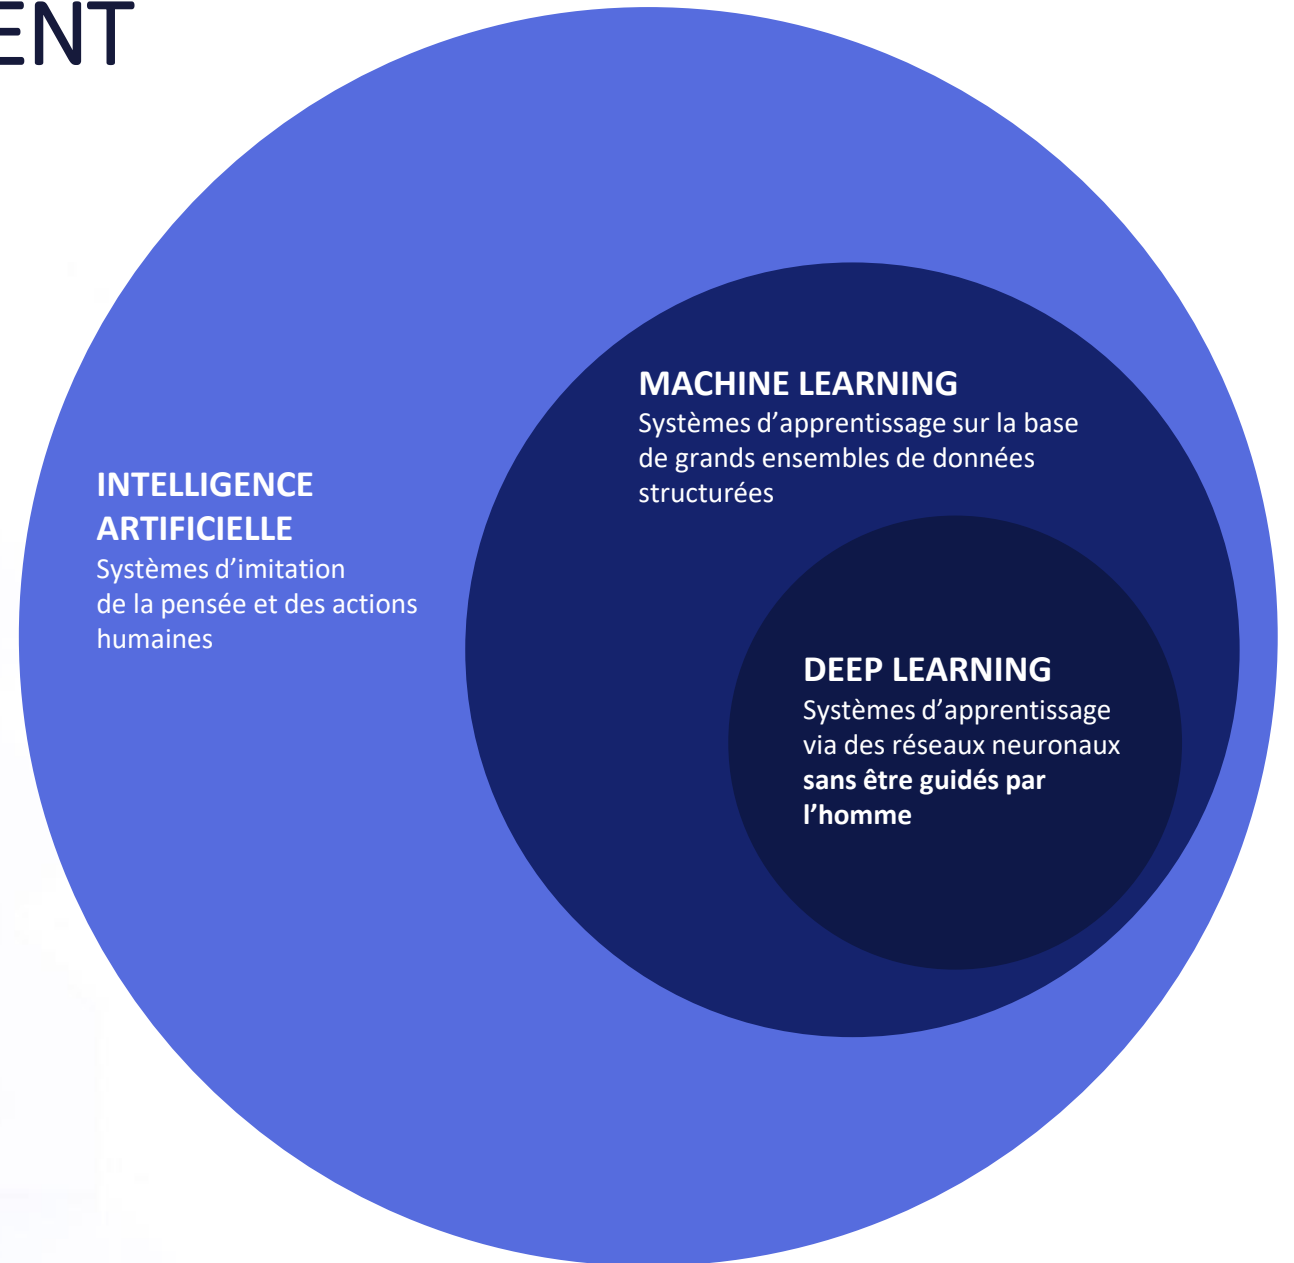 ENT
INTELLIGENCE
ARTIFICIELLE
Systèmes d’imitation
de la pensée et des actions
humaines
MACHINE LEARNING
Systèmes d’apprentissage sur la base
de grands ensembles de données
structurées
DEEP LEARNING
Systèmes d’apprentissage
via des réseaux neuronaux
sans être guidés par
l’homme